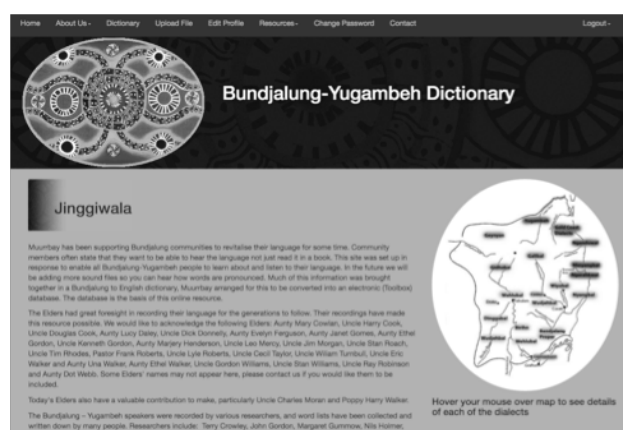 Home About Us Dictionary Upload File Edit Profile Resources Change Password Contact Logout
Bundjalung-Yugambeh Dictionary
Jinggiwala
Muurrbay has been supporting Bundjalung communities to revitalise their language for some time. Community
members often state that they want to be able to hear the language not just read it in a book. This site was set up in
response to enable all Bundjalung-Yugambeh people to learn about and listen to their language. In the future we will
be adding more sound files so you can hear how words are pronounced. Much of this information was brought
together in a Bundjalung to English dictionary, Muurrbay arranged for this to be converted into an electronic (Toolbox)
database. The database is the basis of this online resource.
The Elders had great foresight in recording their language for the generations to follow. Their recordings have made
this resource possible. We would like to acknowledge the following Elders: Aunty Mary Cowlan, Uncle Harry Cook,
Uncle Douglas Cook, Aunty Lucy Daley, Uncle Dick Donnelly, Aunty Evelyn Ferguson, Aunty Janet Gomes, Aunty Ethel
Gordon, Uncle Kenneth Gordon, Aunty Marjery Henderson, Uncle Leo Mercy, Uncle Jim Morgan, Uncle Stan Roach,
Uncle Tim Rhodes, Pastor Frank Roberts, Uncle Lyle Roberts, Uncle Cecil Taylor, Uncle William Turnbull, Uncle Eric
Walker and Aunty Una Walker, Aunty Ethel Walker, Uncle Gordon Williams, Uncle Stan Williams, Uncle Ray Robinson
and Aunty Dot Webb. Some Elders' names may not appear here, please contact us if you would like them to be
included.
Today's Elders also have a valuable contribution to make, particularly Uncle Charles Moran and Poppy Harry Walker.
The Bundjalung – Yugambeh speakers were recorded by various researchers, and word lists have been collected and
written down by many people. Researchers include: Terry Crowley, John Gordon, Margaret Gummow, Nils Holmer,
Hover your mouse over map to see details
of each of the dialects